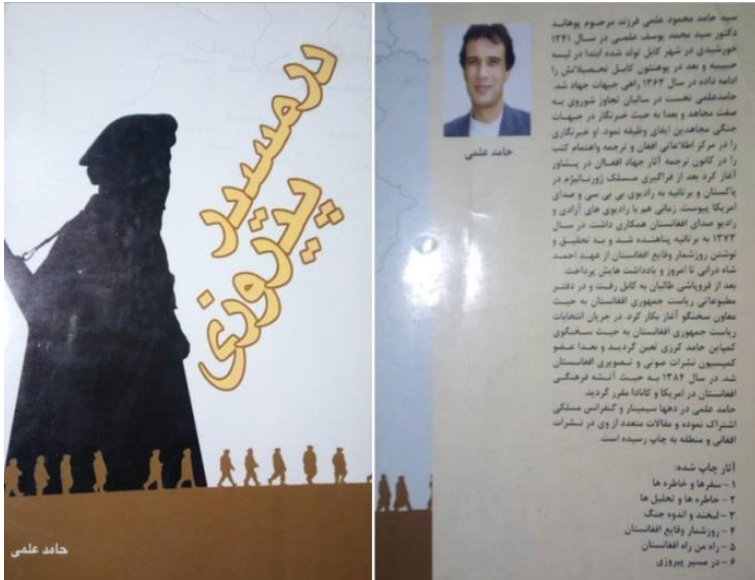 در مسیر
پیروزی
حامد علمی
حامد علمی
سید حامد محمود علمی فرزند مرحوم پوهاند
دکتور سید محمد یوسف علمی در سال ۱۳۴۱
خورشیدی در شهر کابل تولد شده ابتدا در لیسه
حبیبیه و بعد در پوهنتون کابل تحصیلاتش را
ادامه داده در سال ۱۳۶۳ راهی جبهات جهاد شد.
حامدعلمی نخست در سالیان تجاوز شوروی به
صفت مجاهد و بعدا به حیث خبرنگار در جبهات
جنگی مجاهدین ایفای وظیفه نمود. او خبرنگاری
را در مرکز اطلاعاتی افغان و ترجمه واهتمام کتب
را در کانون ترجمه آثار جهاد افغان در پشاور
آغاز کرد بعد از فراگیری مسلک ژورنالیزم در
پاکستان و برتانیه به رادیوی بی بی سی و صدای
امریکا پیوست. زمانی هم با رادیو های آزادی و
رادیو صدای افغانستان همکاری داشت. در سال
۱۳۷۳ به برتانیه پناهنده شد و به تحقیق و
نوشتن روزشمار وقایع افغانستان از عهد احمد
شاه درانی تا امروز و یادداشت هایش پرداخت.
بعد از فروپاشی طالبان به کابل رفت و در دفتر
مطبوعاتی ریاست جمهوری افغانستان به حیث
معاون سخنگو آغاز بکار کرد. در جریان انتخابات
ریاست جمهوری افغانستان به حیث سخنگوی
کمپاین حامد کرزی تعین گردید و بعدا عضو
کمیسیون نشرات صوتی و تصویری افغانستان
شد. در سال ۱۳۸۴ به حیث آتشه فرهنگی
افغانستان در امریکا و کانادا مقرر گردید.
حامد علمی در دهها سیمینار و کنفرانس مسلکی
اشتراک نموده و مقالات متعدد از وی در نشرات
افغانی و منطقه به چاپ رسیده است.
آثار چاپ شده:
۱- سفرها و خاطره ها
۲- خاطره ها و تحلیل ها
۳- لبخند و اندوه جنگ
۴- روزشمار وقایع افغانستان
۵- راه من راه افغانستان
۶- در مسیر پیروزی